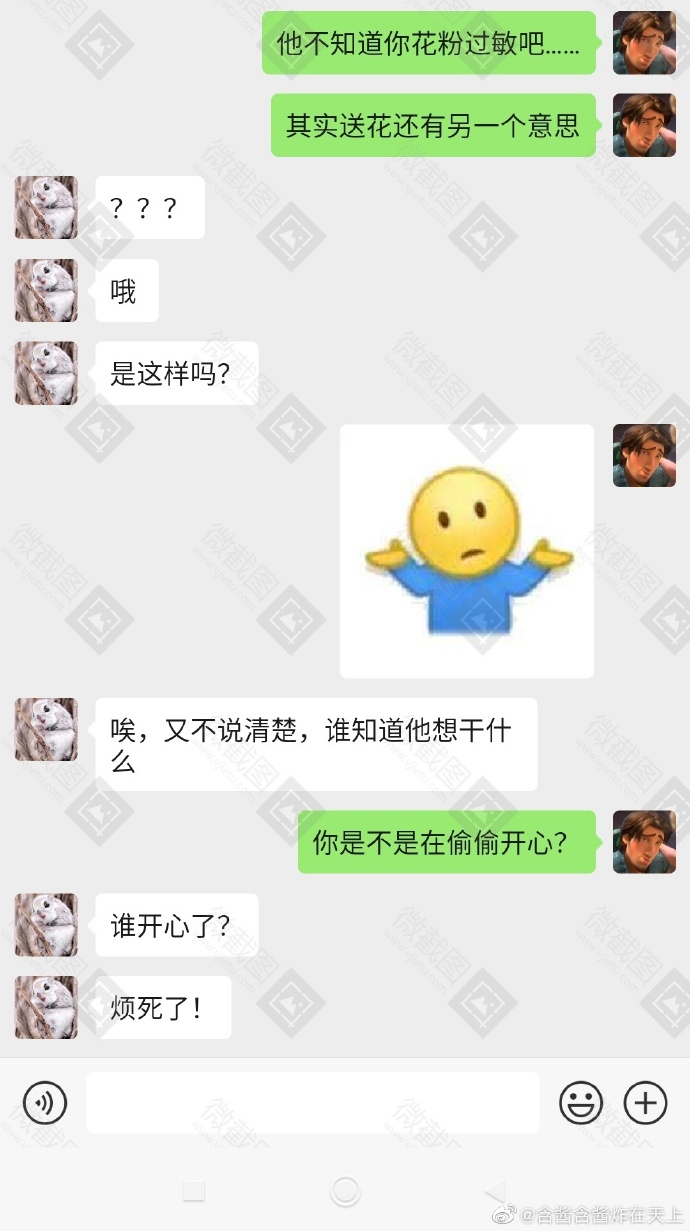 他不知道你花粉过敏吧……
其实送花还有另一个意思
？？？
哦
是这样吗？
唉，又不说清楚，谁知道他想干什
么
你是不是在偷偷开心？
谁开心了？
烦死了！
微截图
@含酱含酱炸在天上